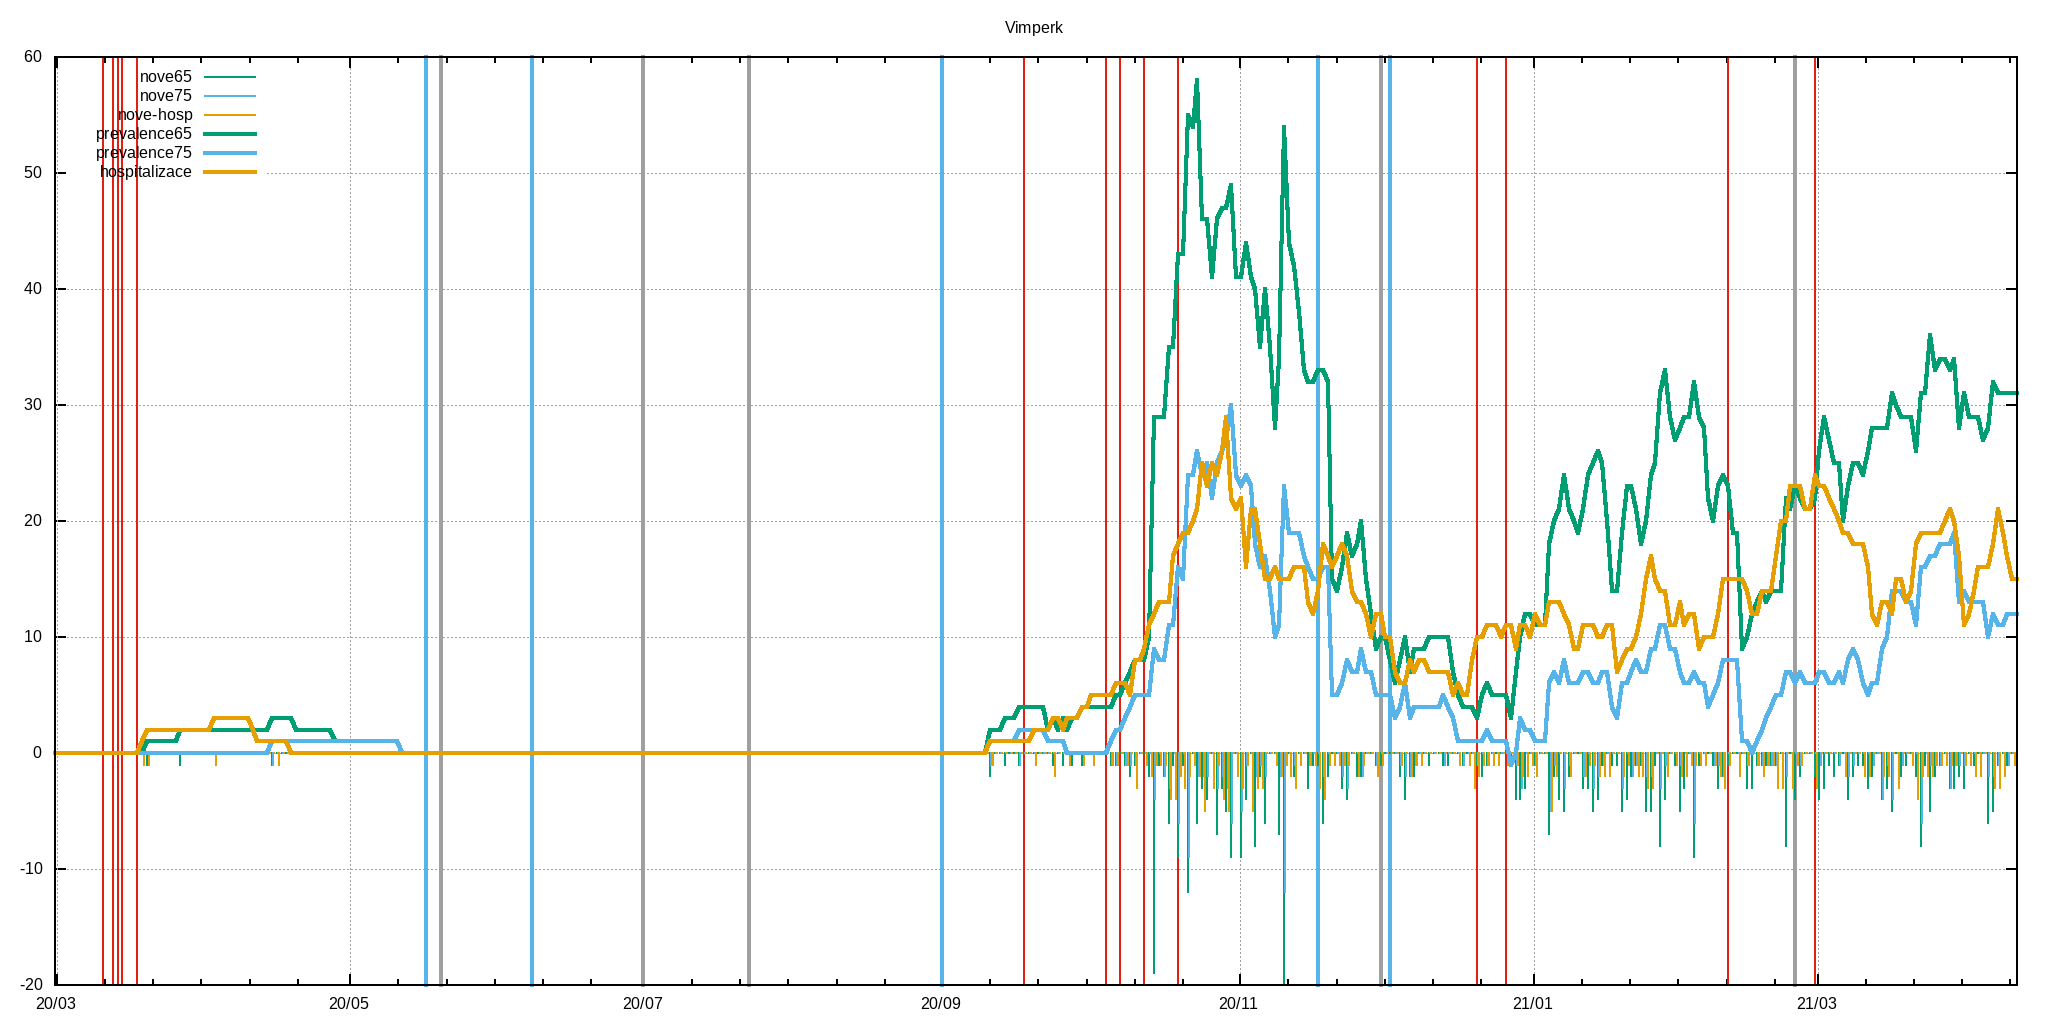 Vimperk
60
50
40
30
20
10
0
-10
-20
nove65
nove75
nove-hosp
prevalence65
prevalence75
hospitalizace
20/03 20/05 20/07 20/09 20/11 21/01 21/03